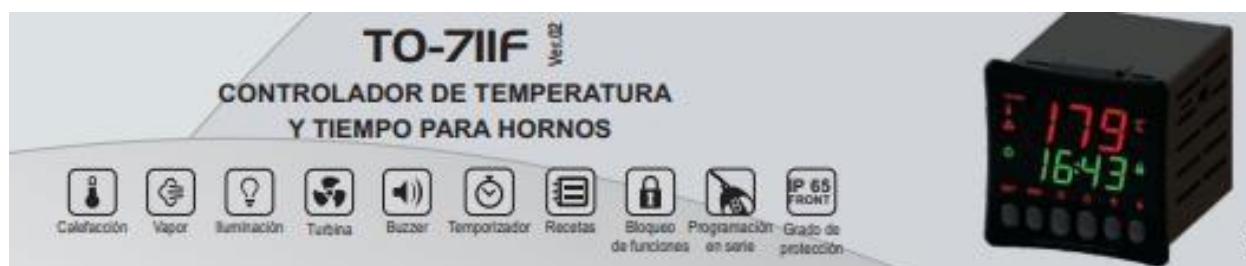 TO-711F Ver.02
CONTROLADOR DE TEMPERATURA
Y TIEMPO PARA HORNOS
179 °C
16:43
IP 65
FRONT
Calefacción Vapor Iluminación Turbina Buzzer Temporizador Recetas Bloqueo de funciones Programación en serie Grado de protección